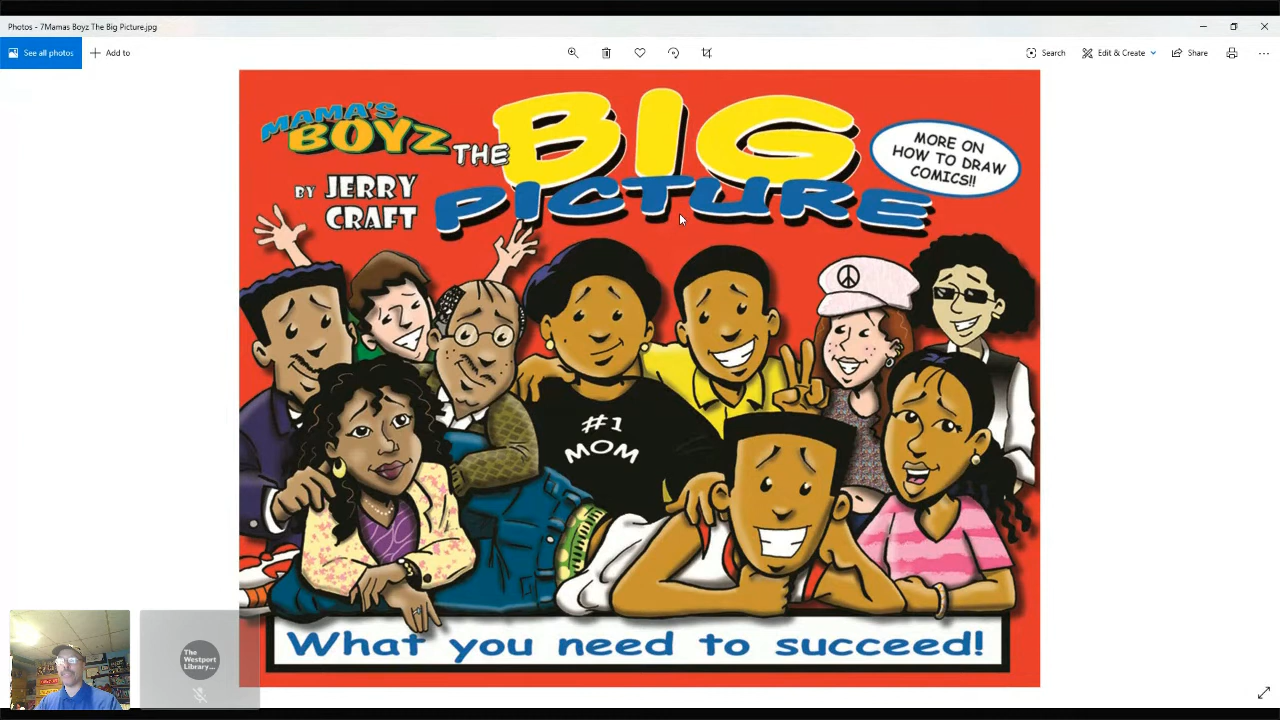 Photos - 7Mamas Boyz The Big Picture.jpg
See all photos
Add to
Search
Edit & Create
Share
MAMA'S
BOYZ
THE BIG
PICTURE
BY JERRY
CRAFT
MORE ON
HOW TO DRAW
COMICS!!
#1
MOM
What you need to succeed!
The
Westport
Library...